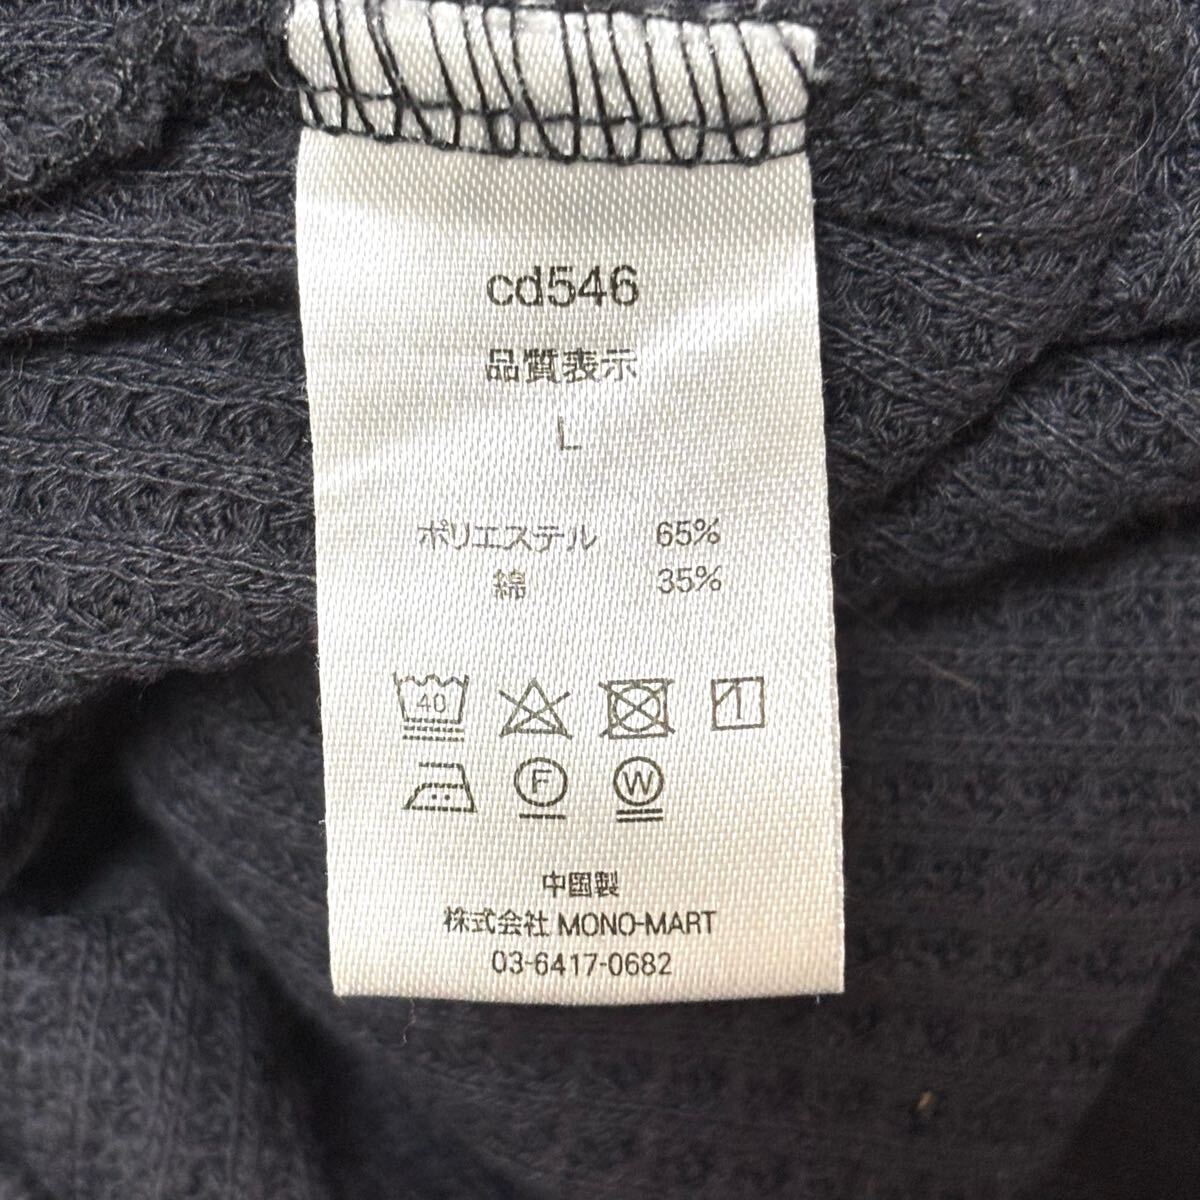 cd546
品質表示
L
ポリエステル 65%
綿 35%
40
F W
中国製
株式会社 MONO-MART
03-6417-0682